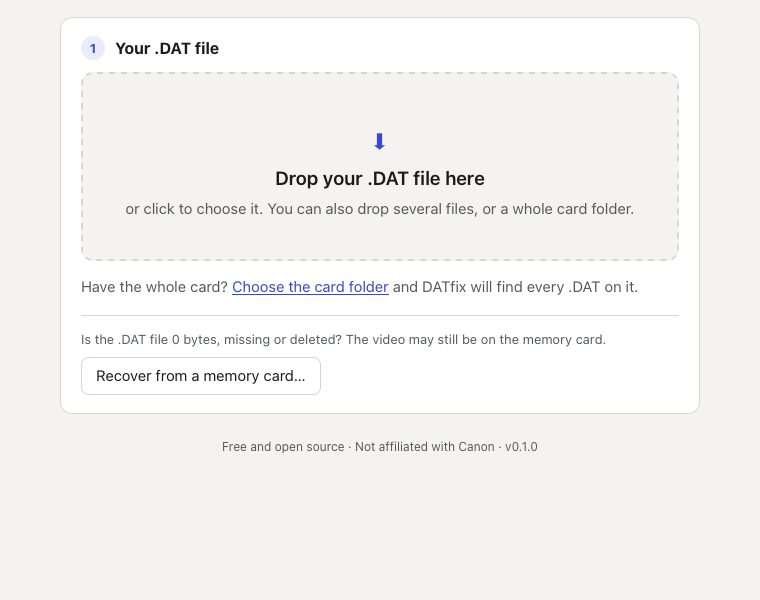 1 Your .DAT file
Drop your .DAT file here
or click to choose it. You can also drop several files, or a whole card folder.
Have the whole card? Choose the card folder and DATfix will find every .DAT on it.
Is the .DAT file 0 bytes, missing or deleted? The video may still be on the memory card.
Recover from a memory card...
Free and open source · Not affiliated with Canon · v0.1.0